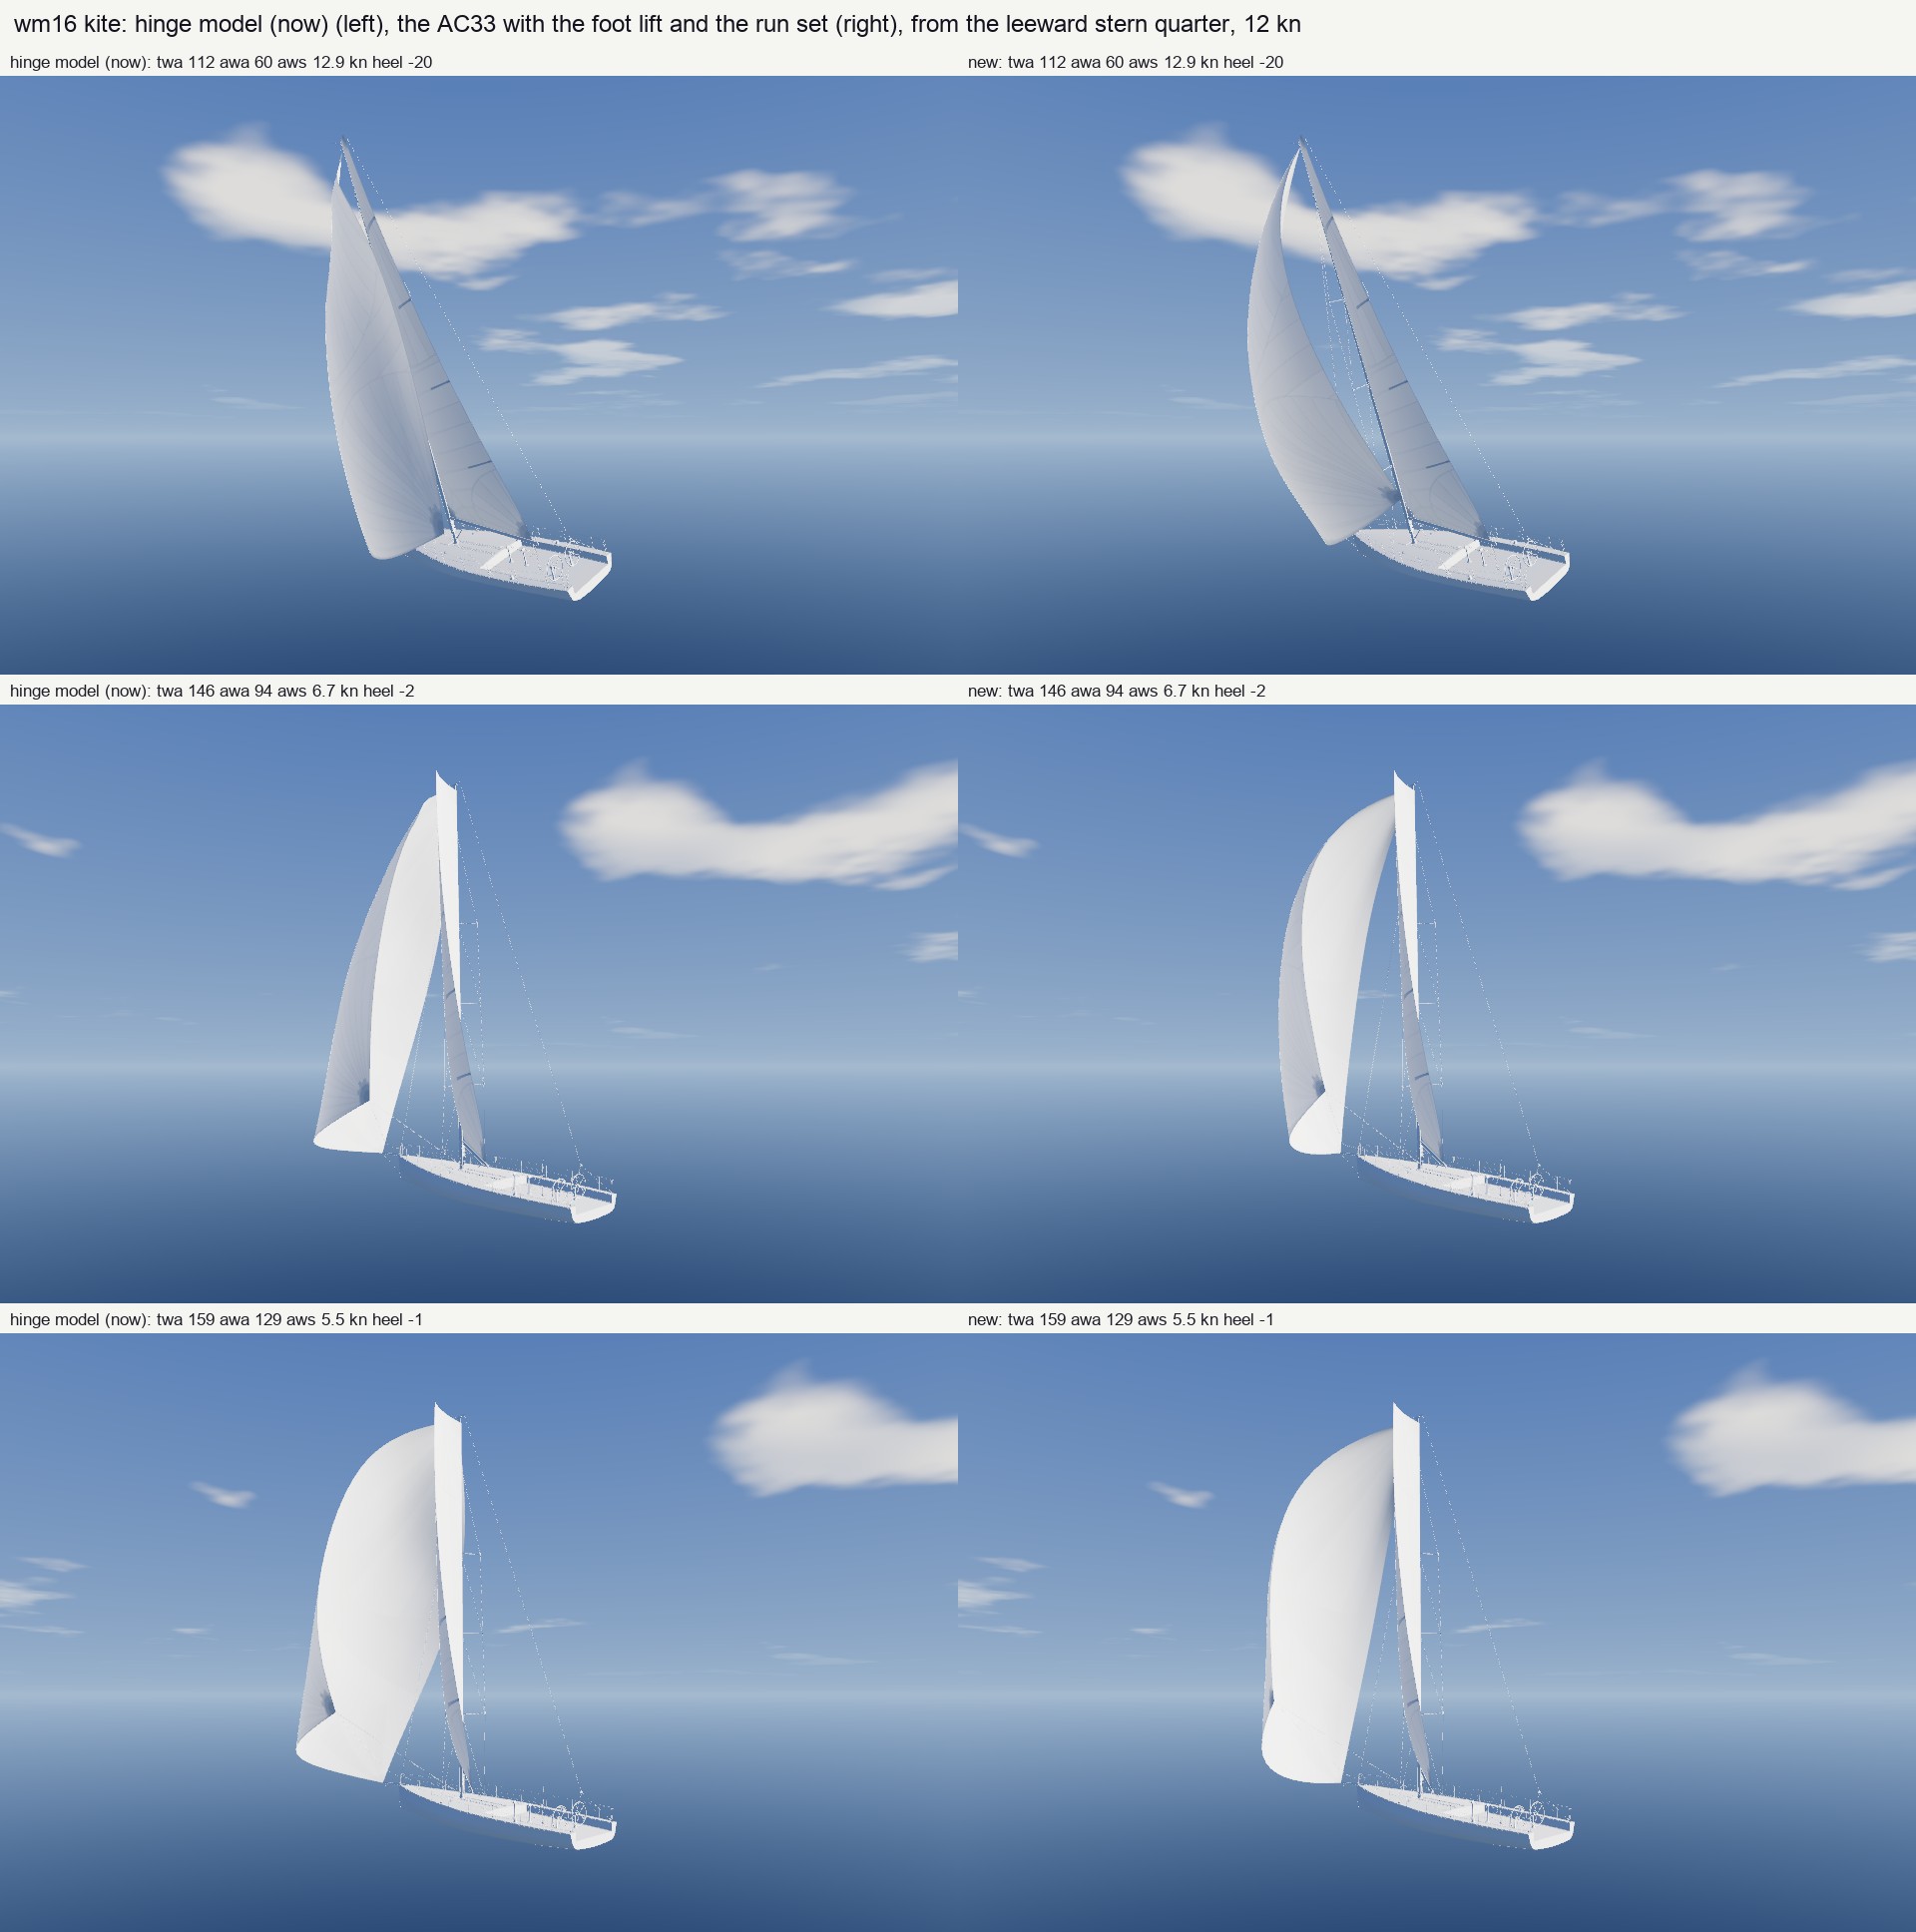 wm16 kite: hinge model (now) (left), the AC33 with the foot lift and the run set (right), from the leeward stern quarter, 12 kn
hinge model (now): twa 112 awa 60 aws 12.9 kn heel -20
new: twa 112 awa 60 aws 12.9 kn heel -20
hinge model (now): twa 146 awa 94 aws 6.7 kn heel -2
new: twa 146 awa 94 aws 6.7 kn heel -2
hinge model (now): twa 159 awa 129 aws 5.5 kn heel -1
new: twa 159 awa 129 aws 5.5 kn heel -1